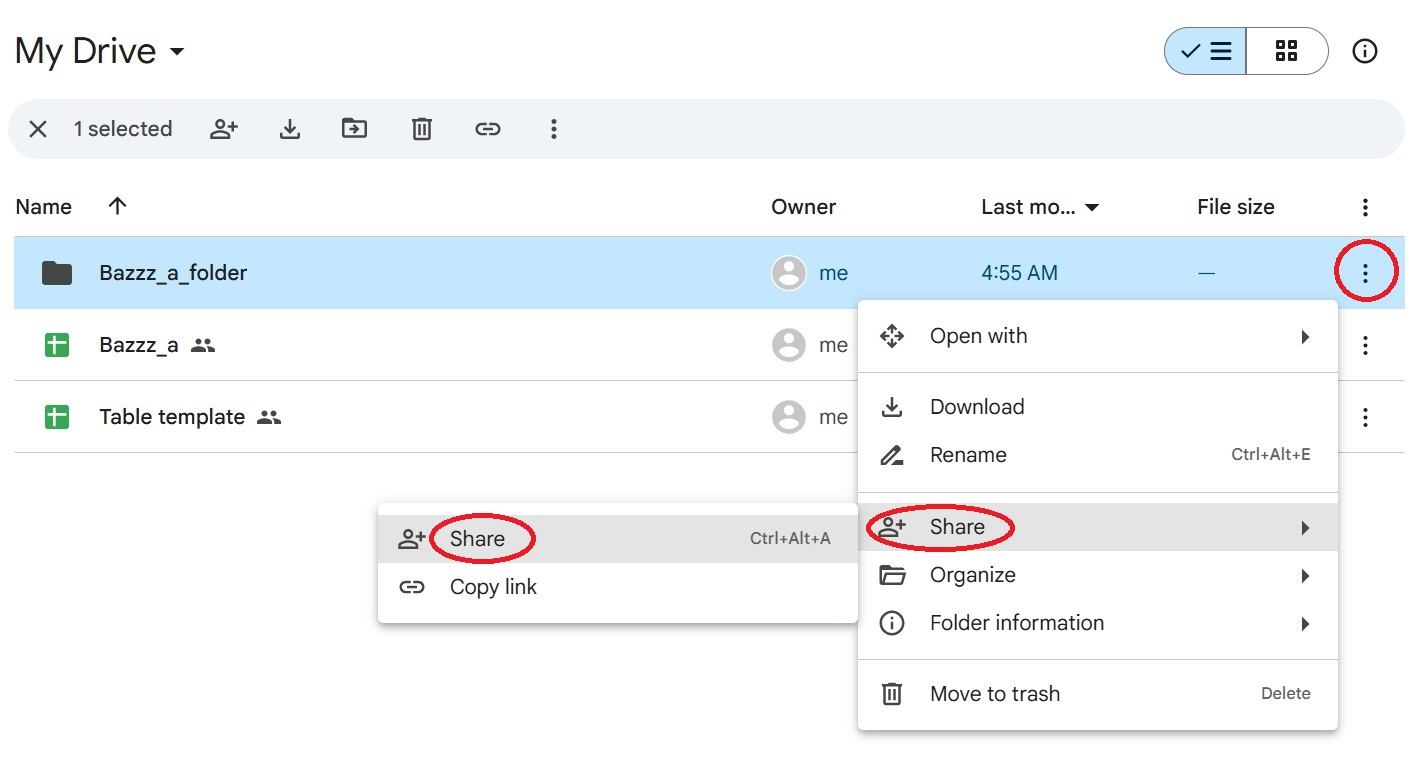 My Drive
1 selected
Name Owner Last mo... File size
Bazzz_a_folder me 4:55 AM —
Bazzz_a me
Table template me
Open with
Download
Rename Ctrl+Alt+E
Share
Organize
Folder information
Move to trash Delete
Share Ctrl+Alt+A
Copy link